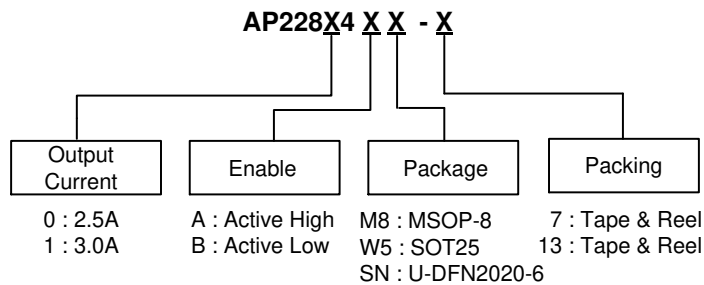 AP228X4 X X - X
Output
Current
Enable
Package
Packing
0 : 2.5A
1 : 3.0A
A : Active High
B : Active Low
M8 : MSOP-8
W5 : SOT25
SN : U-DFN2020-6
7 : Tape & Reel
13 : Tape & Reel